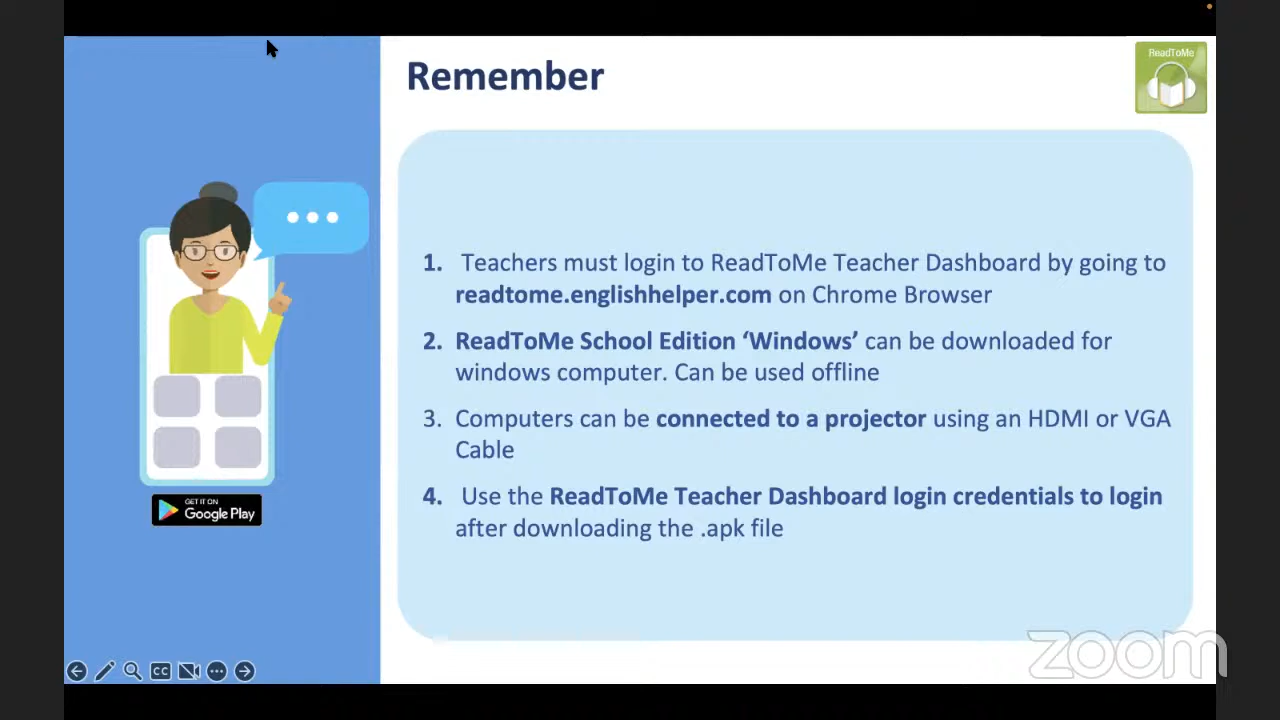 Remember
ReadToMe
1. Teachers must login to ReadToMe Teacher Dashboard by going to
readtome.englishhelper.com on Chrome Browser
2. ReadToMe School Edition ‘Windows’ can be downloaded for
windows computer. Can be used offline
3. Computers can be connected to a projector using an HDMI or VGA
Cable
4. Use the ReadToMe Teacher Dashboard login credentials to login
after downloading the .apk file
GET IT ON
Google Play
CC
zoom